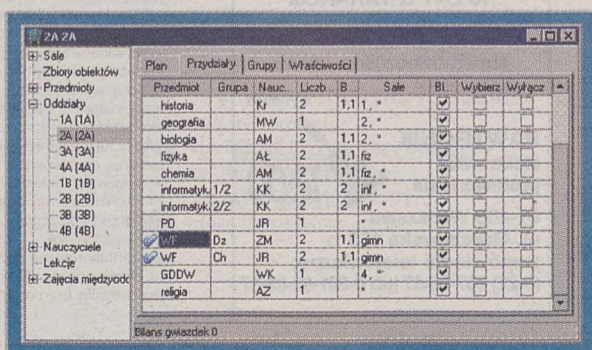 2A 2A
Sale
Zbiory obiektów
Przedmioty
Oddziały
1A (1A)
2A (2A)
3A (3A)
4A (4A)
1B (1B)
2B (2B)
3B (3B)
4B (4B)
Nauczyciele
Lekcje
Zajęcia międzyodd
Plan Przydziały Grupy Właściwości
Przedmiot Grupa Nauc... Liczb... B... Sale Bl... Wybierz Wyłącz
historia Kr 2 1,1 1, *
geografia MW 1 2, *
biologia AM 2 1,1 2, *
fizyka AŁ 2 1,1 fiz
chemia AM 2 1,1 fiz, *
informatyk. 1/2 KK 2 2 inf, *
informatyk. 2/2 KK 2 2 inf, *
PO JR 1 *
WF Dz ZM 2 1,1 gimn
WF Ch JR 2 1,1 gimn
GDDW WK 1 4, *
religia AZ 1 *
Bilans gwiazdek 0